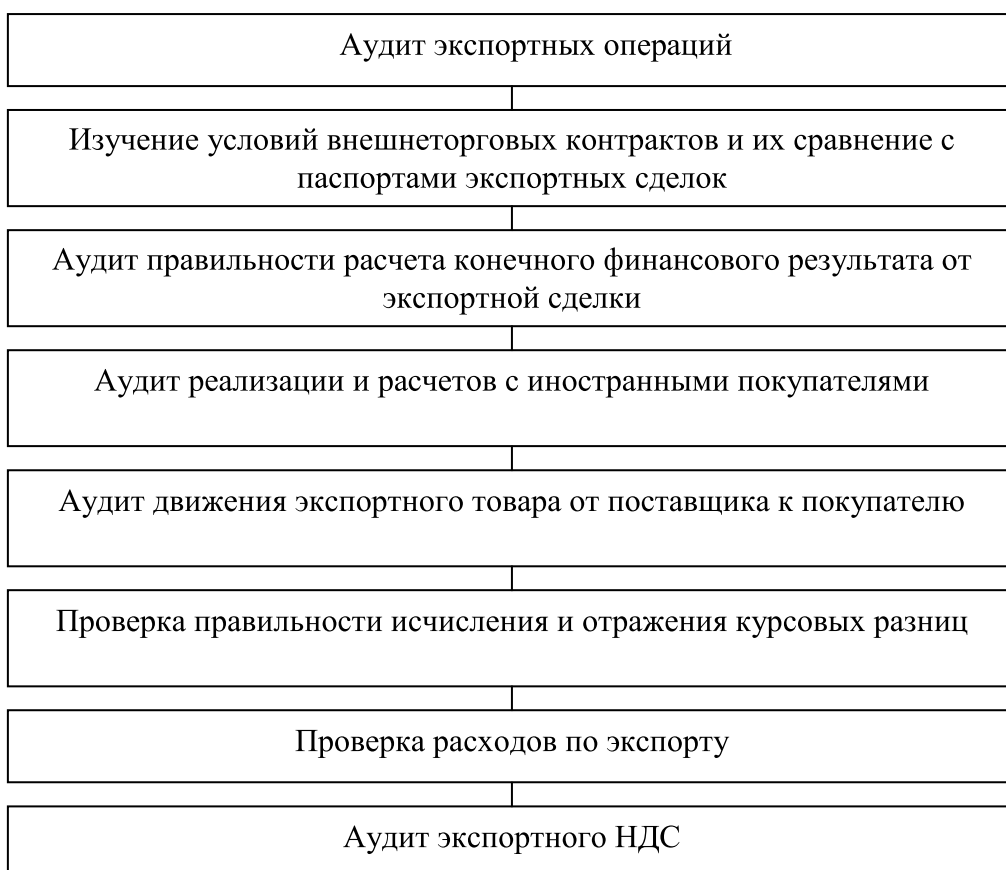 Аудит экспортных операций
Изучение условий внешнеторговых контрактов и их сравнение с
паспортами экспортных сделок
Аудит правильности расчета конечного финансового результата от
экспортной сделки
Аудит реализации и расчетов с иностранными покупателями
Аудит движения экспортного товара от поставщика к покупателю
Проверка правильности исчисления и отражения курсовых разниц
Проверка расходов по экспорту
Аудит экспортного НДС